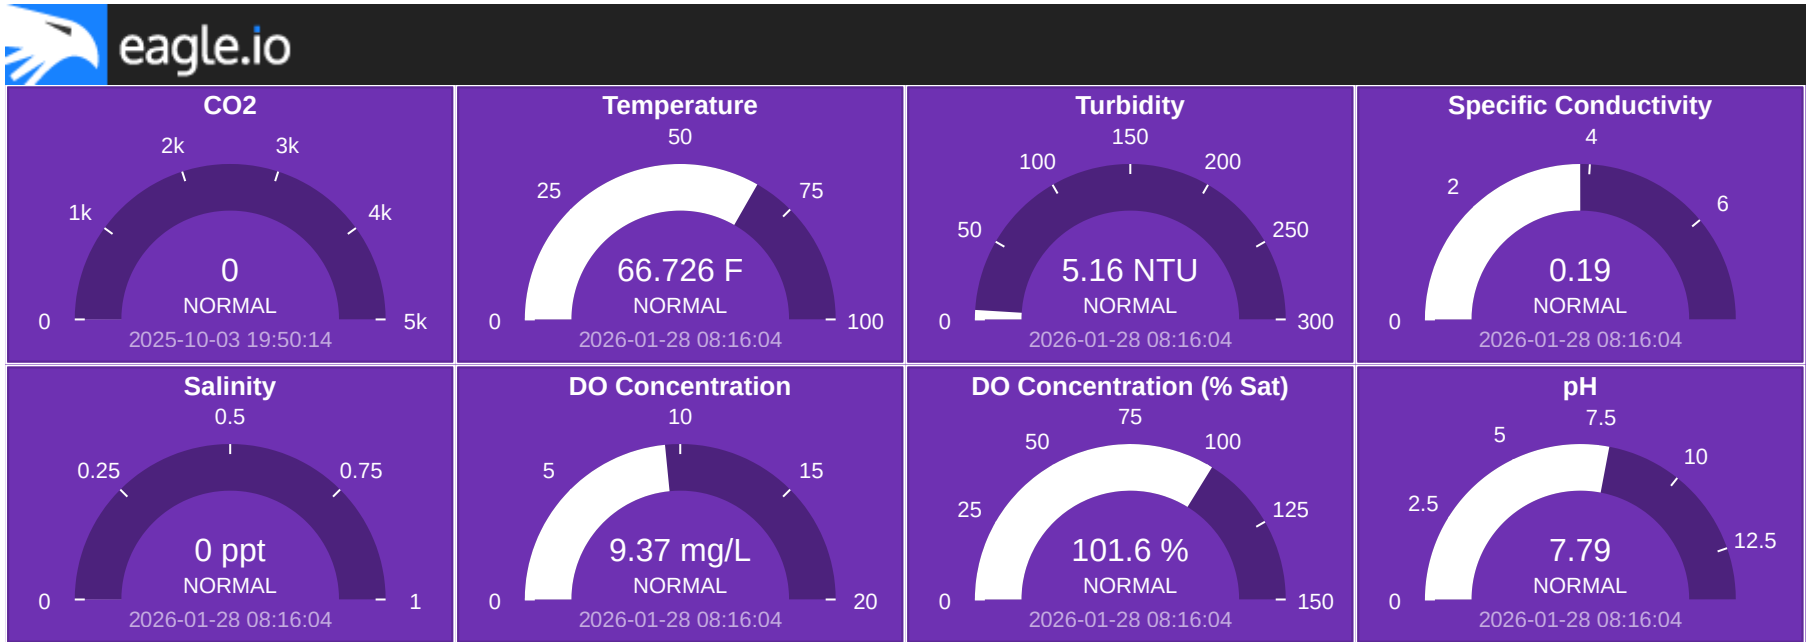 eagle.io
CO2
0
1k
2k
3k
4k
5k
0
NORMAL
2025-10-03 19:50:14
Temperature
0
25
50
75
100
66.726 F
NORMAL
2026-01-28 08:16:04
Turbidity
0
50
100
150
200
250
300
5.16 NTU
NORMAL
2026-01-28 08:16:04
Specific Conductivity
0
2
4
6
0.19
NORMAL
2026-01-28 08:16:04
Salinity
0
0.25
0.5
0.75
1
0 ppt
NORMAL
2026-01-28 08:16:04
DO Concentration
0
5
10
15
20
9.37 mg/L
NORMAL
2026-01-28 08:16:04
DO Concentration (% Sat)
0
25
50
75
100
125
150
101.6 %
NORMAL
2026-01-28 08:16:04
pH
0
2.5
5
7.5
10
12.5
7.79
NORMAL
2026-01-28 08:16:04